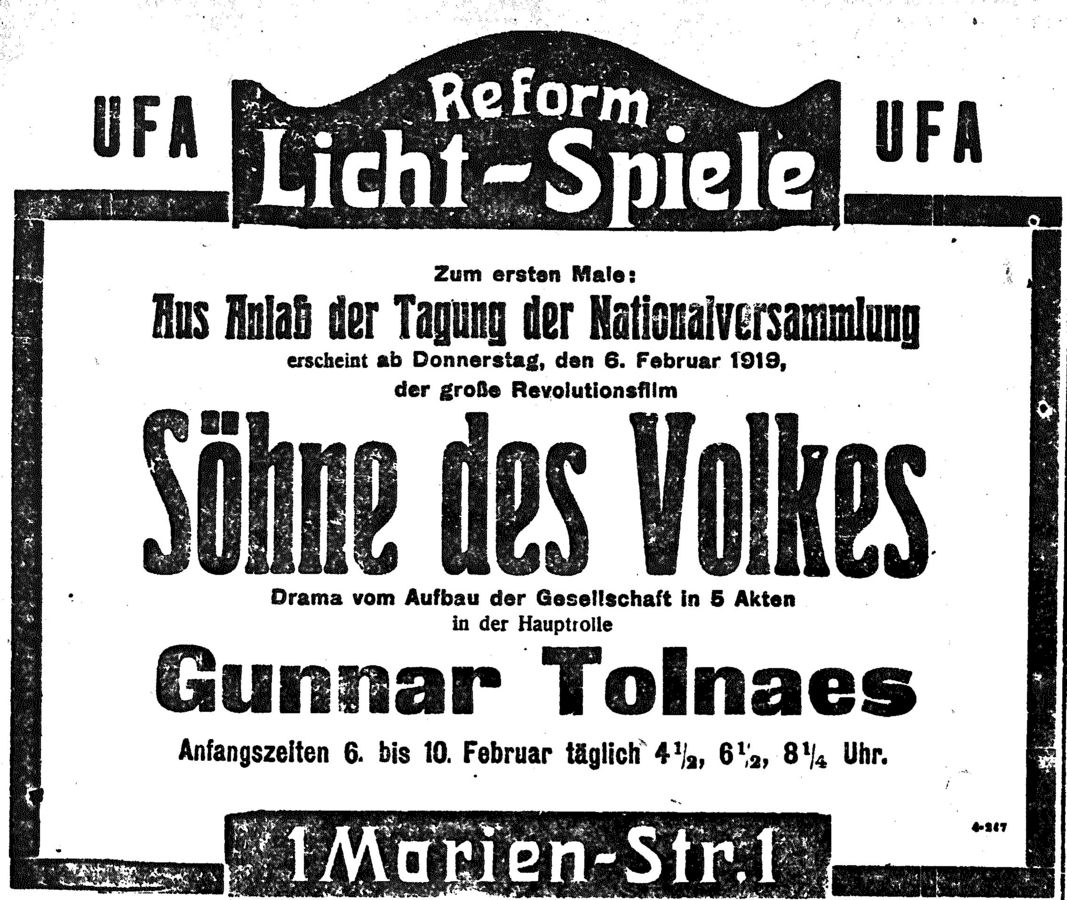 UFA
Reform
Licht-Spiele
UFA
Zum ersten Male:
Aus Anlaß der Tagung der Nationalversammlung
erscheint ab Donnerstag, den 6. Februar 1919,
der große Revolutionsfilm
Söhne des Volkes
Drama vom Aufbau der Gesellschaft in 5 Akten
in der Hauptrolle
Gunnar Tolnaes
Anfangszeiten 6. bis 10. Februar täglich 4½, 6½, 8¼ Uhr.
4-267
1 Marien-Str. 1